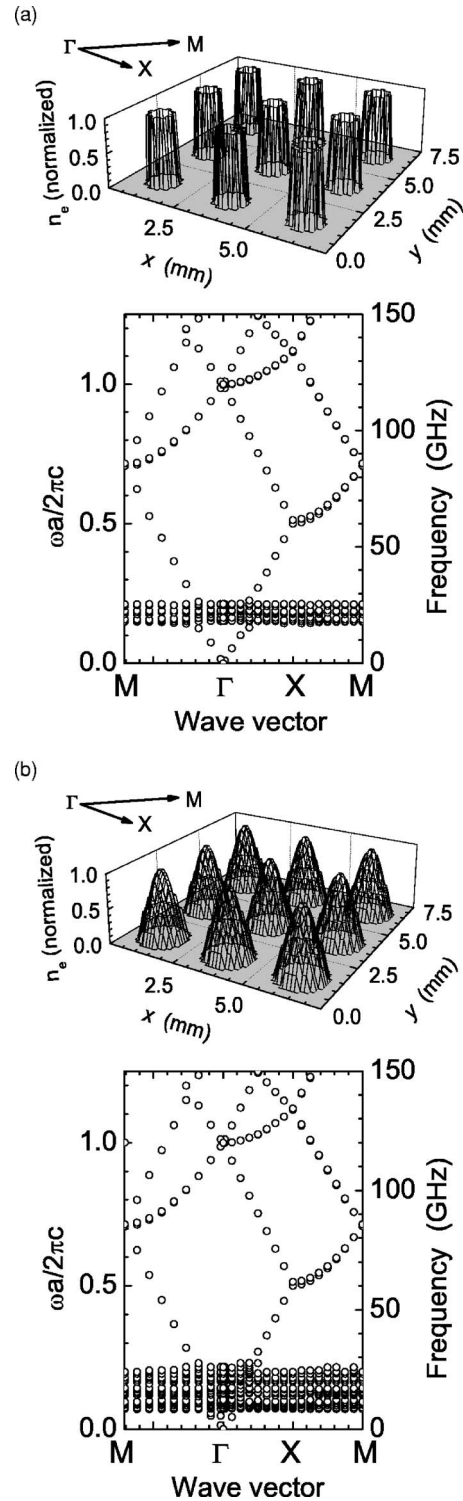 (a)
Γ M
X
n_e (normalized)
1.0
0.5
0.0
2.5
5.0
x (mm)
7.5
5.0
2.5
0.0
y (mm)
ωa/2πc
1.0
0.5
0.0
150
100
50
0
Frequency (GHz)
M Γ X M
Wave vector
(b)
Γ M
X
n_e (normalized)
1.0
0.5
0.0
2.5
5.0
x (mm)
7.5
5.0
2.5
0.0
y (mm)
ωa/2πc
1.0
0.5
0.0
150
100
50
0
Frequency (GHz)
M Γ X M
Wave vector